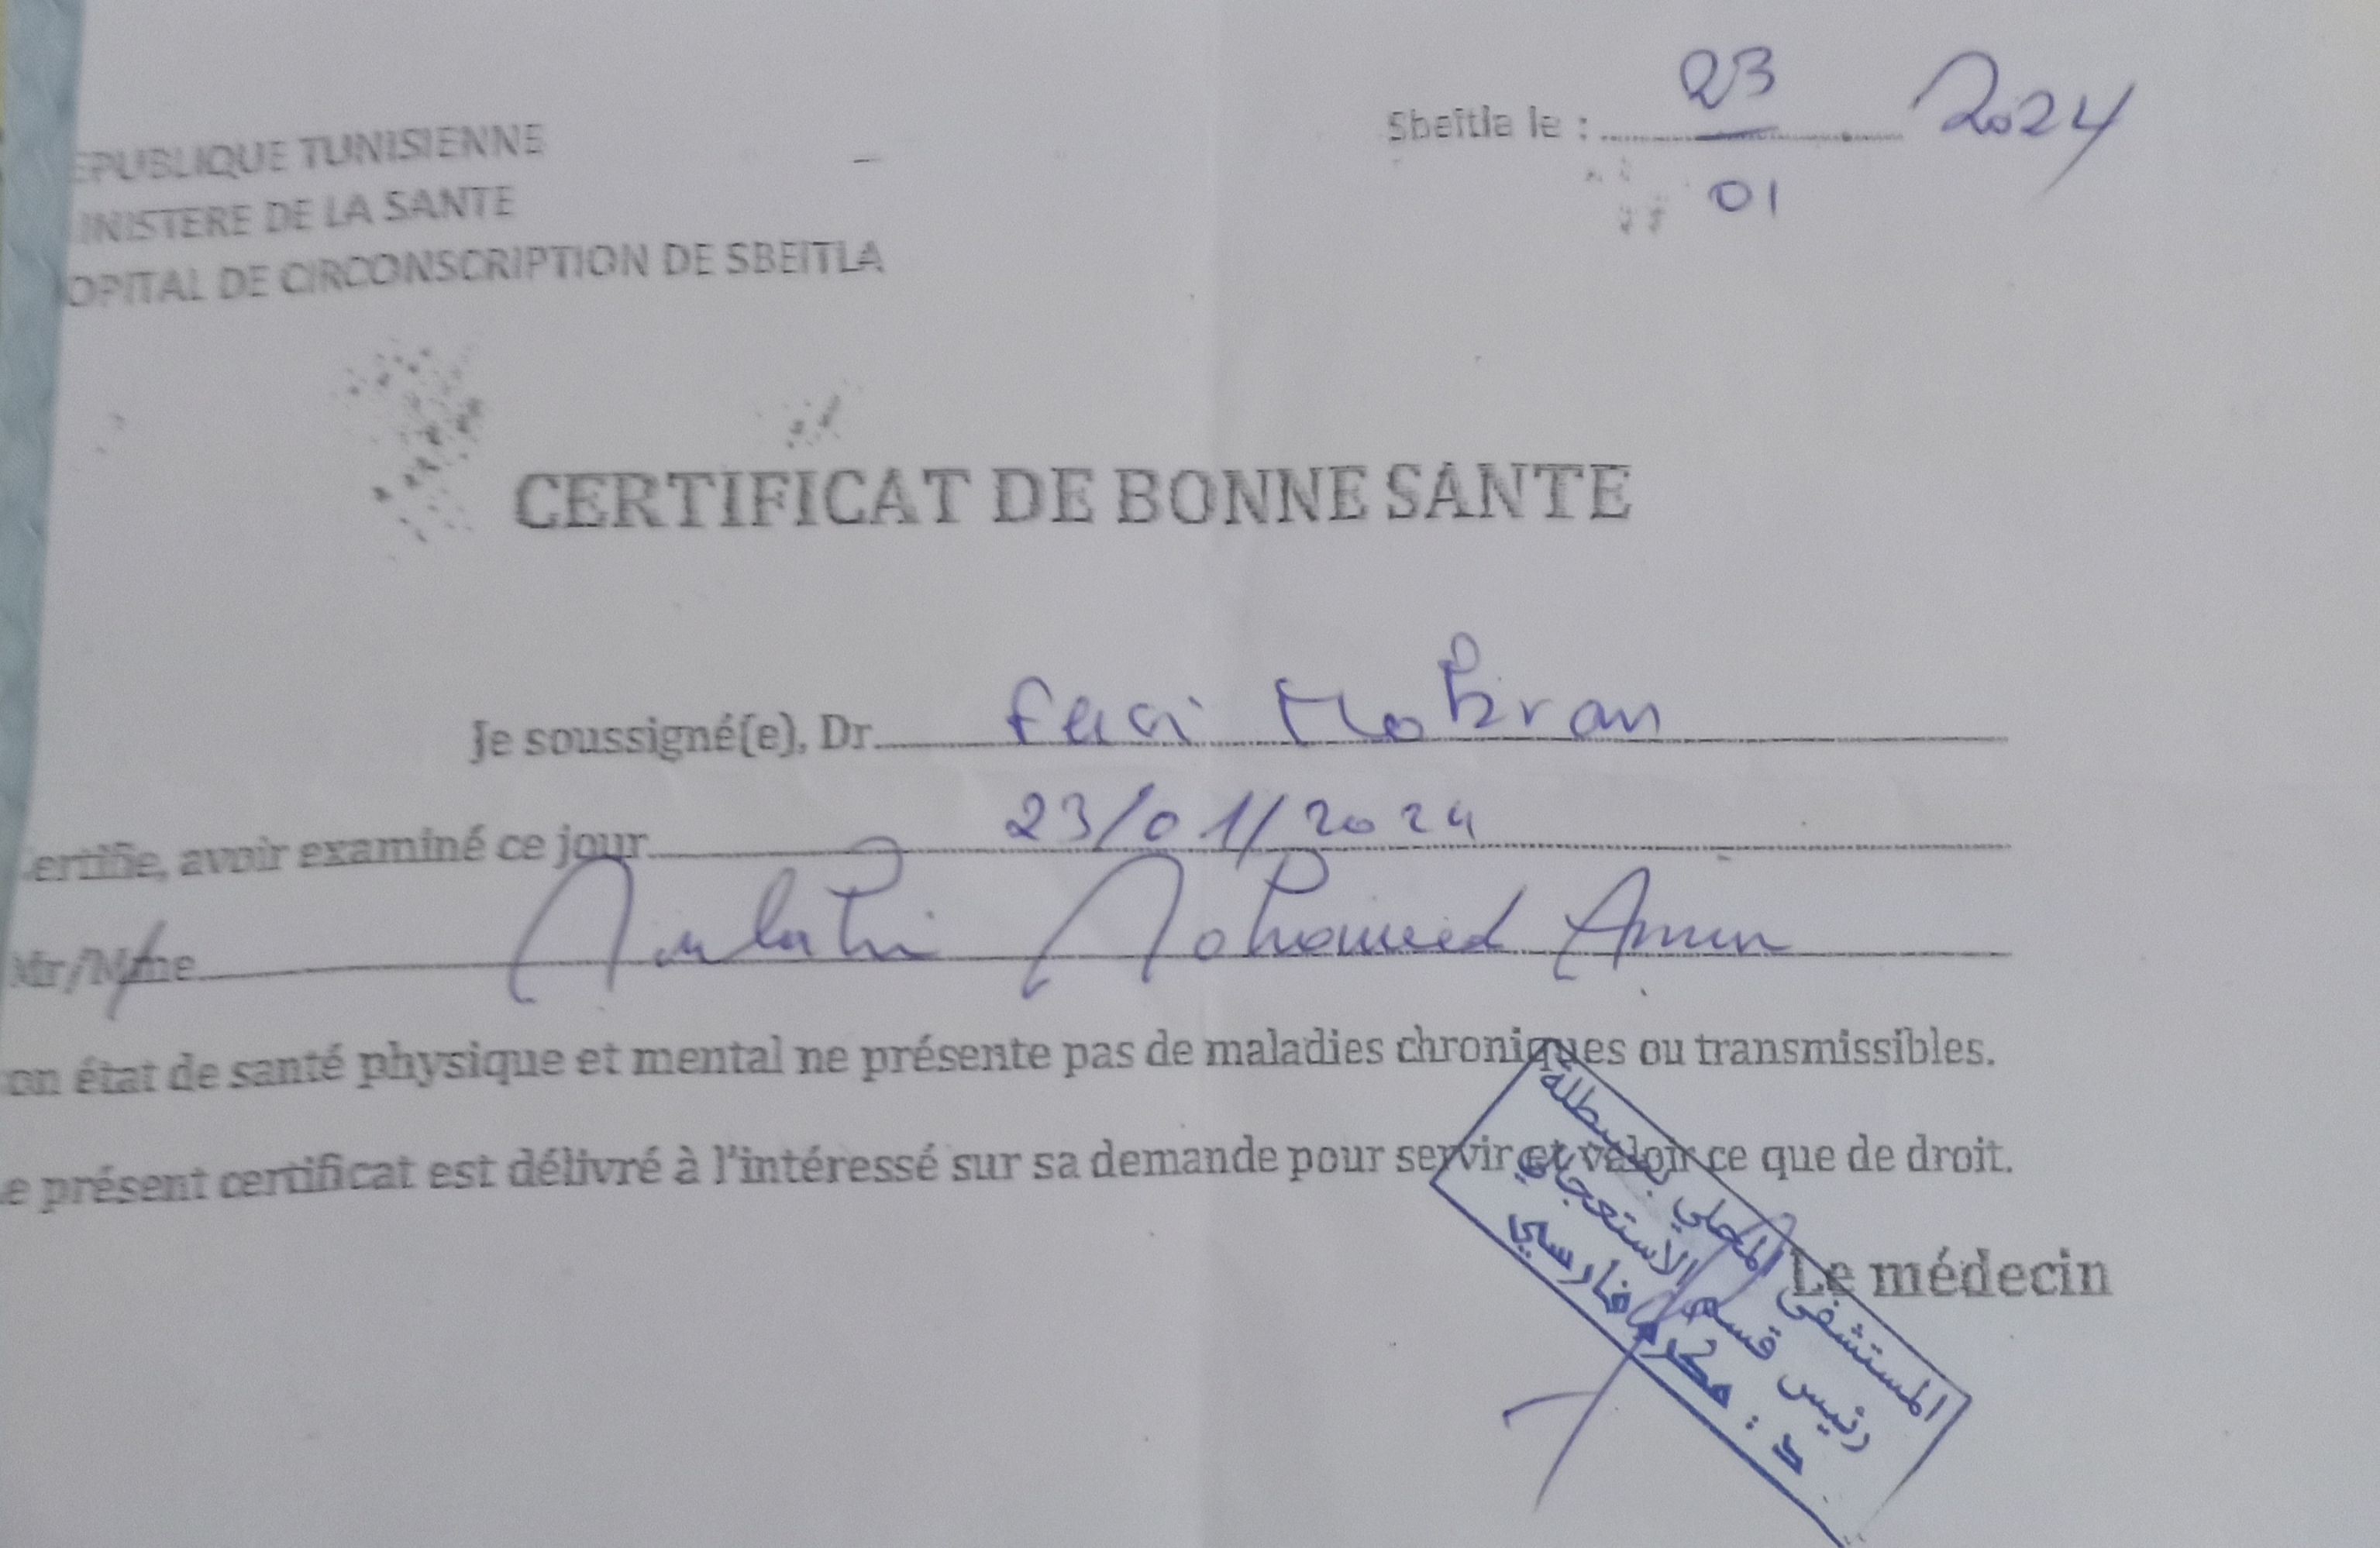 EPUBLIQUE TUNISIENNE
INISTERE DE LA SANTE
OPITAL DE CIRCONSCRIPTION DE SBEITLA
Sbeitla le : 23/01 2024
CERTIFICAT DE BONNE SANTE
Je soussigné(e), Dr
ertifie, avoir examiné ce jour 23/01/2024
Mr/Mme Mohamed Amin
on état de santé physique et mental ne présente pas de maladies chroniques ou transmissibles.
e présent certificat est délivré à l'intéressé sur sa demande pour servir et valoir ce que de droit.
Le médecin
المستشفى المحلي بسبيطلة
رئيس قسم الاستعجالي
د : مكرم فارسي